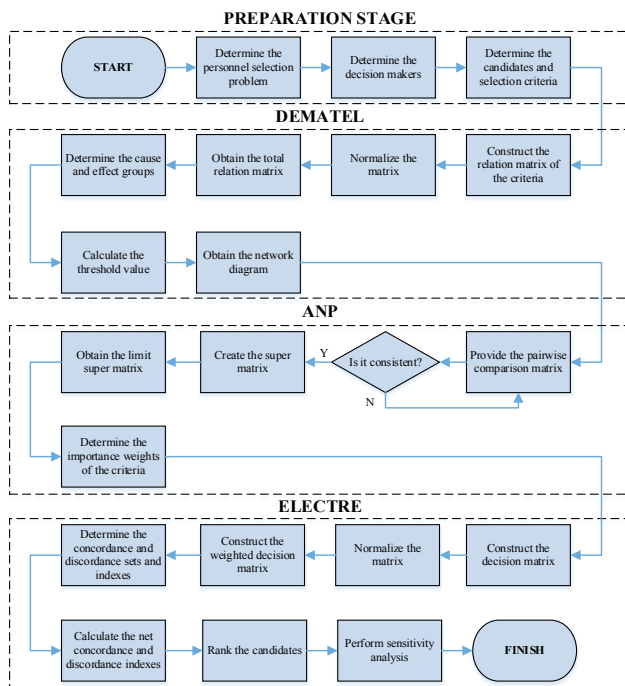 PREPARATION STAGE
START
Determine the
personnel selection
problem
Determine the
decision makers
Determine the
candidates and
selection criteria
DEMATEL
Determine the cause
and effect groups
Obtain the total
relation matrix
Normalize the
matrix
Construct the
relation matrix of
the criteria
Calculate the
threshold value
Obtain the network
diagram
ANP
Obtain the limit
super matrix
Create the super
matrix
Y
Is it consistent?
N
Provide the pairwise
comparison matrix
Determine the
importance weights
of the criteria
ELECTRE
Determine the
concordance and
discordance sets and
indexes
Construct the
weighted decision
matrix
Normalize the
matrix
Construct the
decision matrix
Calculate the net
concordance and
discordance indexes
Rank the candidates
Perform sensitivity
analysis
FINISH